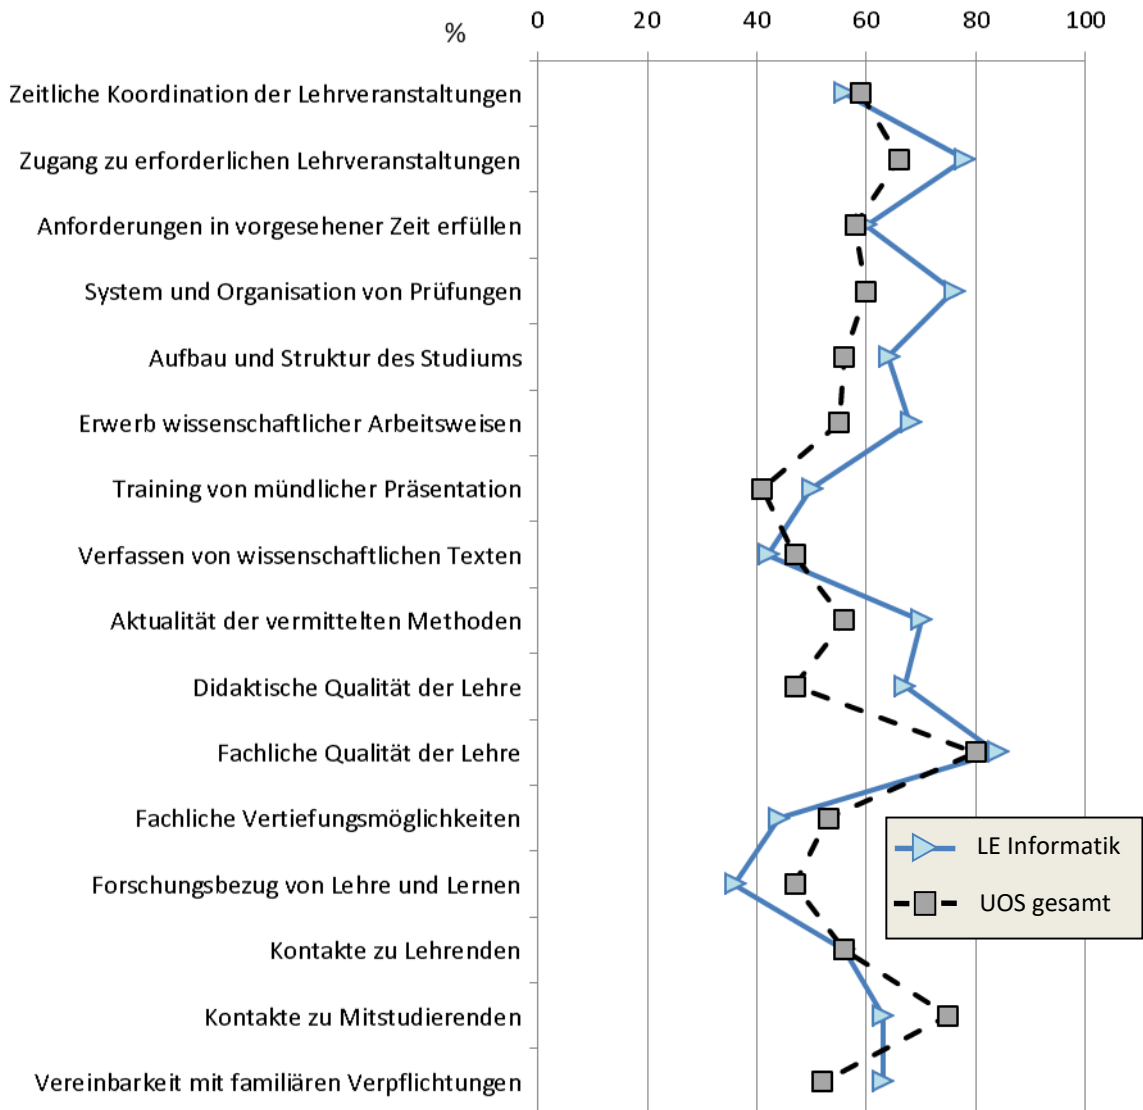 0 20 40 60 80 100
%
Zeitliche Koordination der Lehrveranstaltungen
Zugang zu erforderlichen Lehrveranstaltungen
Anforderungen in vorgesehener Zeit erfüllen
System und Organisation von Prüfungen
Aufbau und Struktur des Studiums
Erwerb wissenschaftlicher Arbeitsweisen
Training von mündlicher Präsentation
Verfassen von wissenschaftlichen Texten
Aktualität der vermittelten Methoden
Didaktische Qualität der Lehre
Fachliche Qualität der Lehre
Fachliche Vertiefungsmöglichkeiten
Forschungsbezug von Lehre und Lernen
Kontakte zu Lehrenden
Kontakte zu Mitstudierenden
Vereinbarkeit mit familiären Verpflichtungen
LE Informatik
UOS gesamt